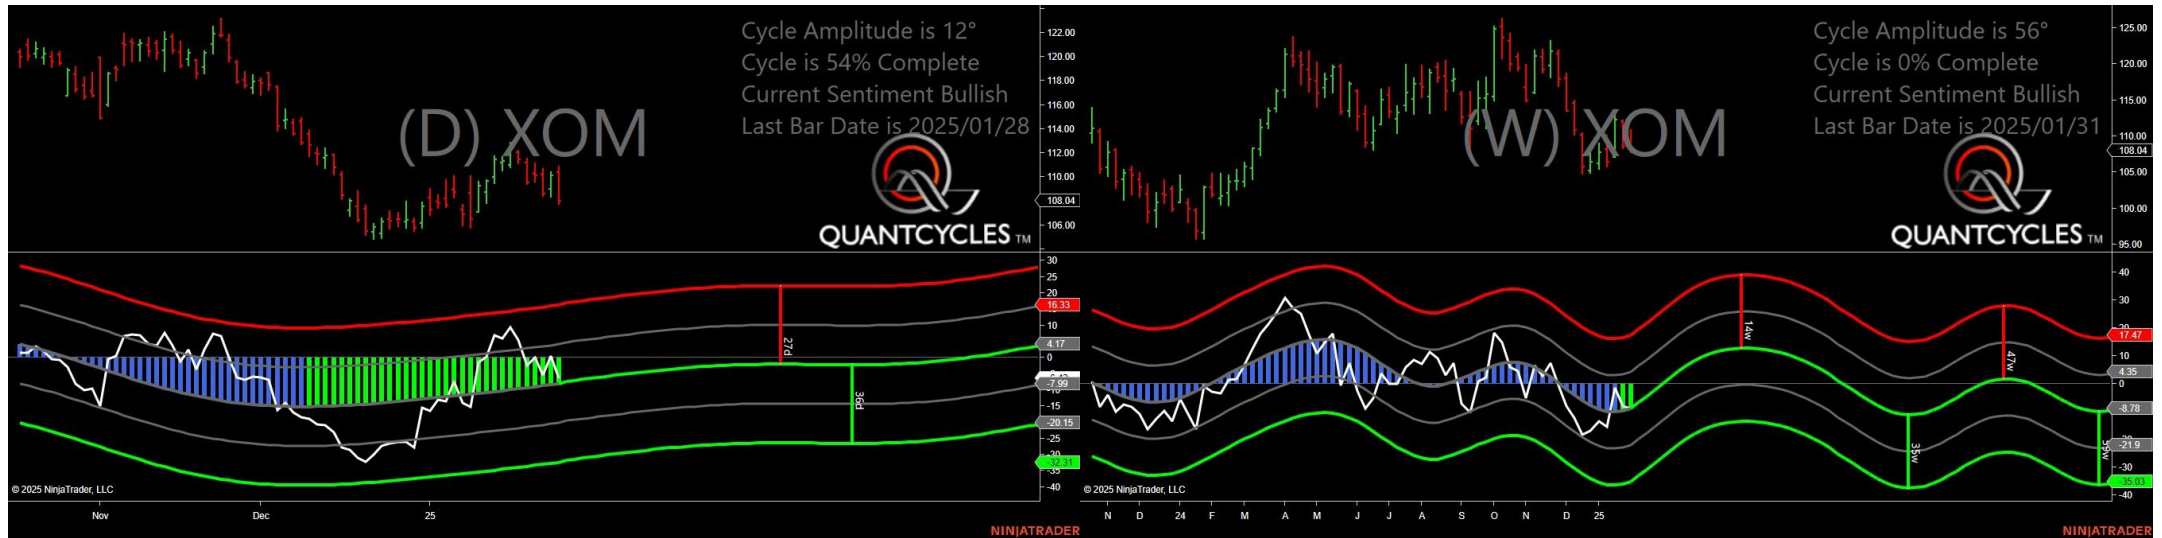 Cycle Amplitude is 12°
Cycle is 54% Complete
Current Sentiment Bullish
Last Bar Date is 2025/01/28
(D) XOM
QUANTCYCLES TM
122.00
120.00
118.00
116.00
114.00
112.00
110.00
108.04
106.00
30
25
20
16.33
10
4.17
0
-7.99
-15
-20.15
-25
-30
-32.31
-35
-40
27d
36d
© 2025 NinjaTrader, LLC
Nov Dec 25
NINJATRADER
Cycle Amplitude is 56°
Cycle is 0% Complete
Current Sentiment Bullish
Last Bar Date is 2025/01/31
(W) XOM
QUANTCYCLES TM
125.00
120.00
115.00
110.00
108.04
105.00
100.00
95.00
40
30
17.47
10
4.35
0
-8.78
-21.9
-30
-35.03
-40
14w
47w
35w
© 2025 NinjaTrader, LLC
N D 24 F M A M J J A S O N D 25
NINJATRADER